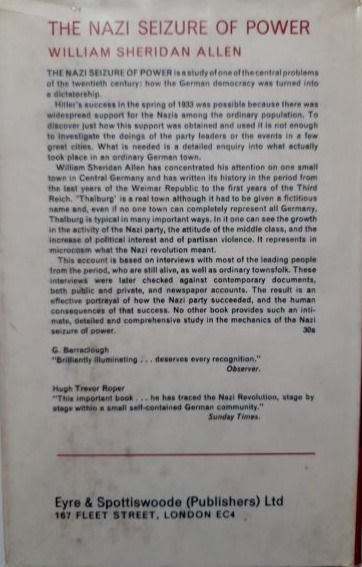 THE NAZI SEIZURE OF POWER
WILLIAM SHERIDAN ALLEN
THE NAZI SEIZURE OF POWER is a study of one of the central problems
of the twentieth century: how the German democracy was turned into
a dictatorship.
Hitler's success in the spring of 1933 was possible because there was
widespread support for the Nazis among the ordinary population. To
discover just how this support was obtained and used it is not enough
to investigate the doings of the party leaders or the events in a few
great cities. What is needed is a detailed enquiry into what actually
took place in an ordinary German town.
William Sheridan Allen has concentrated his attention on one small
town in Central Germany and has written its history in the period from
the last years of the Weimar Republic to the first years of the Third
Reich. 'Thalburg' is a real town although it had to be given a fictitious
name and, even if no one town can completely represent all Germany,
Thalburg is typical in many important ways. In it one can see the growth
in the activity of the Nazi party, the attitude of the middle class, and the
increase of political interest and of partisan violence. It represents in
microcosm what the Nazi revolution meant.
This account is based on interviews with most of the leading people
from the period, who are still alive, as well as ordinary townsfolk. These
interviews were later checked against contemporary documents,
both public and private, and newspaper accounts. The result is an
effective portrayal of how the Nazi party succeeded, and the human
consequences of that success. No other book provides such an inti-
mate, detailed and comprehensive study in the mechanics of the Nazi
seizure of power. 30s
G. Barraclough
"Brilliantly illuminating . . . deserves every recognition."
Observer.
Hugh Trevor Roper
"This important book . . . he has traced the Nazi Revolution, stage by
stage within a small self-contained German community."
Sunday Times.
Eyre & Spottiswoode (Publishers) Ltd
167 FLEET STREET, LONDON EC4